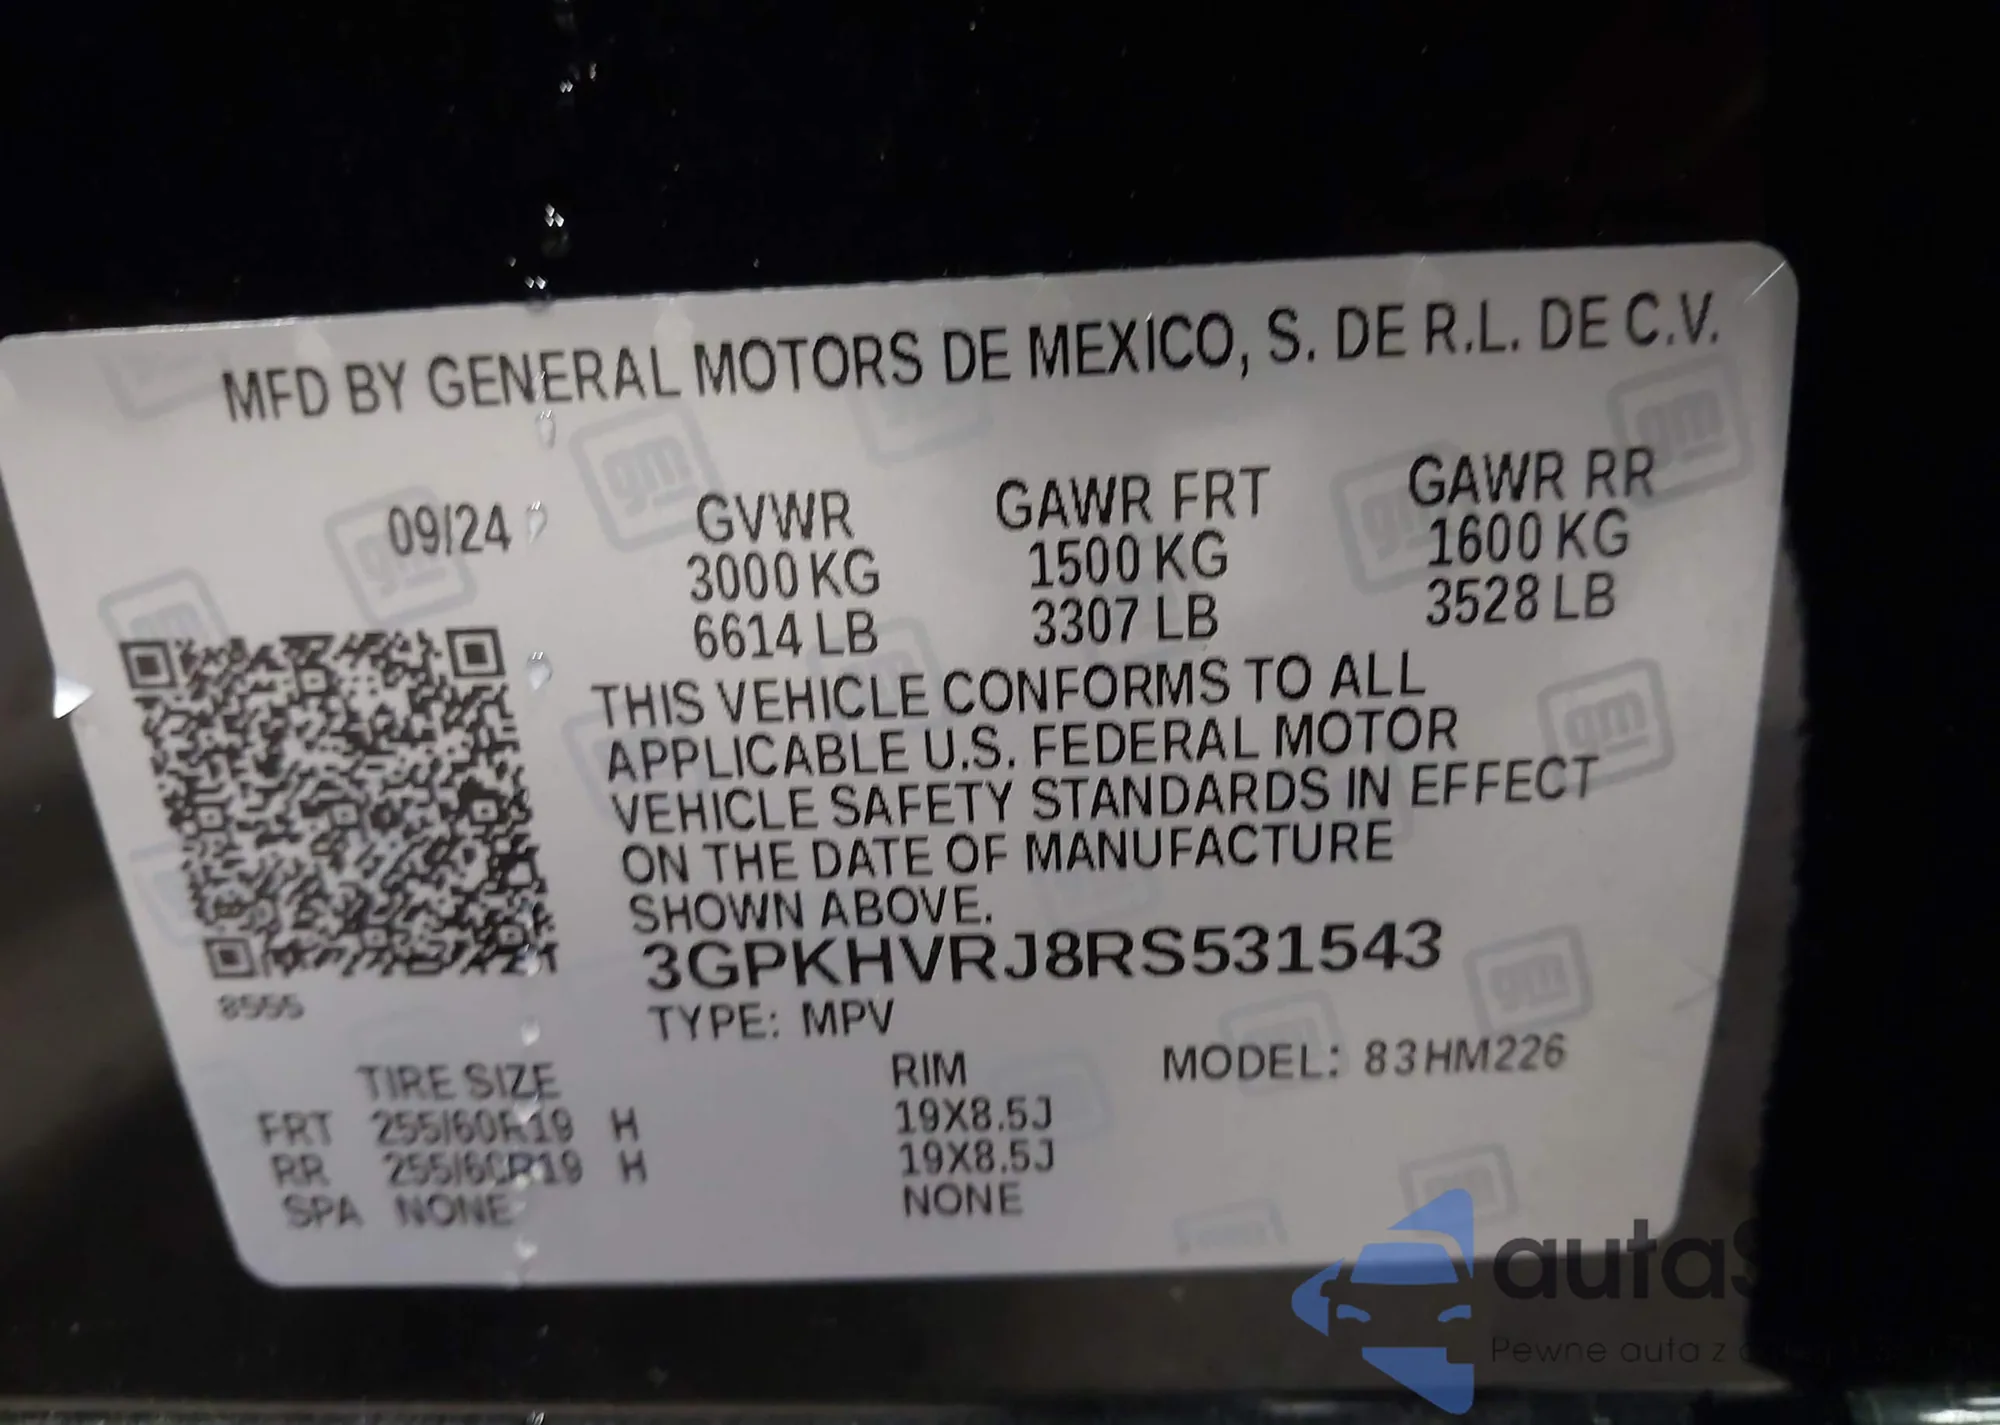 MFD BY GENERAL MOTORS DE MEXICO, S. DE R.L. DE C.V.
09/24
GVWR
3000 KG
6614 LB
GAWR FRT
1500 KG
3307 LB
GAWR RR
1600 KG
3528 LB
THIS VEHICLE CONFORMS TO ALL
APPLICABLE U.S. FEDERAL MOTOR
VEHICLE SAFETY STANDARDS IN EFFECT
ON THE DATE OF MANUFACTURE
SHOWN ABOVE.
3GPKHVRJ8RS531543
8555
TYPE: MPV
MODEL: 83HM226
TIRE SIZE RIM
FRT 255/60R19 H 19X8.5J
RR 255/60R19 H 19X8.5J
SPA NONE NONE
gm
Pewne auta z